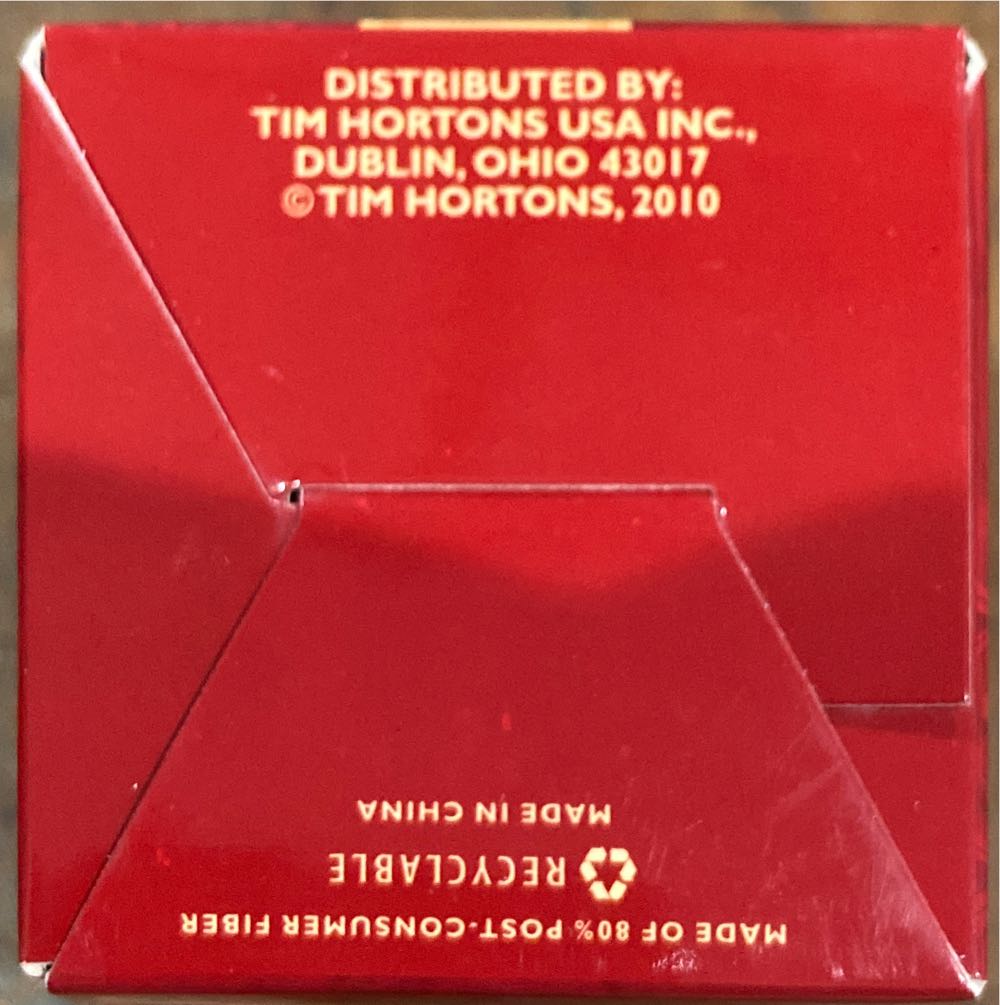 DISTRIBUTED BY:
TIM HORTONS USA INC.,
DUBLIN, OHIO 43017
© TIM HORTONS, 2010
MADE OF 80% POST-CONSUMER FIBER
RECYCLABLE
MADE IN CHINA